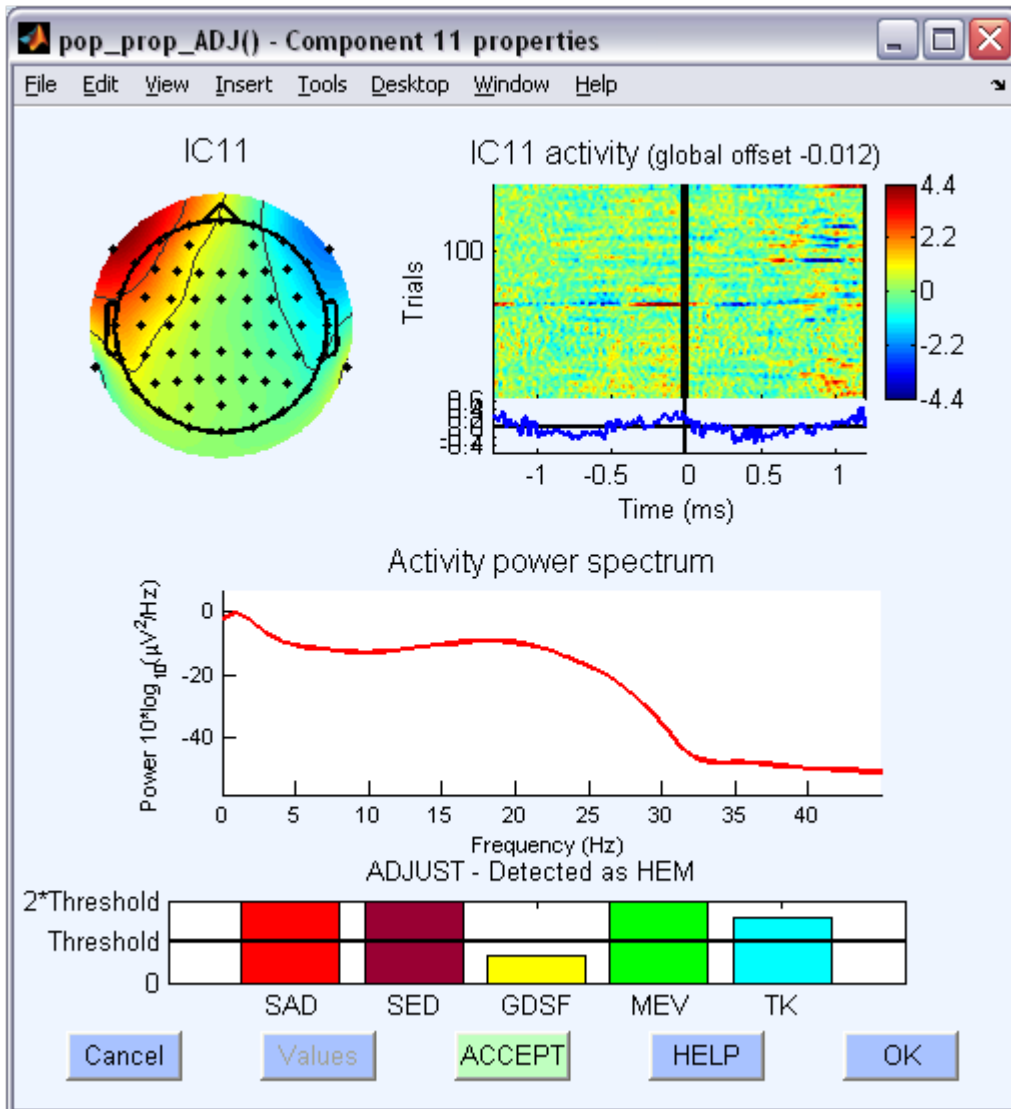 pop_prop_ADJ() - Component 11 properties
File Edit View Insert Tools Desktop Window Help
IC11
IC11 activity (global offset -0.012)
Trials
100
4.4
2.2
0
-2.2
-4.4
-1 -0.5 0 0.5 1
Time (ms)
Activity power spectrum
Power 10*log10(µV2/Hz)
0
-20
-40
0 5 10 15 20 25 30 35 40
Frequency (Hz)
ADJUST - Detected as HEM
2*Threshold
Threshold
0
SAD SED GDSF MEV TK
Cancel Values ACCEPT HELP OK